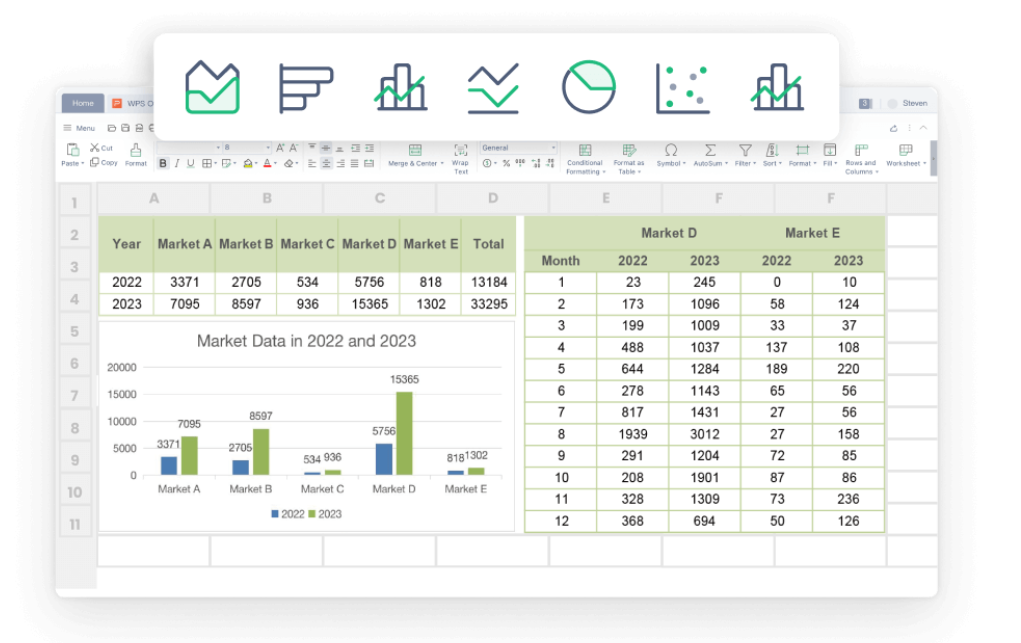 Home WPS O 3 Steven
Menu
Cut B General
Paste Copy Format B I U A A Merge & Center Wrap Text Conditional Formatting Format as Table Symbol AutoSum Filter Sort Format Fill Rows and Columns Worksheet
1 A B C D E F F
2
3
4
5
6
7
8
9
10
11
Year Market A Market B Market C Market D Market E Total
2022 3371 2705 534 5756 818 13184
2023 7095 8597 936 15365 1302 33295
Market Data in 2022 and 2023
20000
15000
10000
5000
0
3371 7095 2705 8597 534 936 5756 15365 818 1302
Market A Market B Market C Market D Market E
2022 2023
Market D Market E
Month 2022 2023 2022 2023
1 23 245 0 10
2 173 1096 58 124
3 199 1009 33 37
4 488 1037 137 108
5 644 1284 189 220
6 278 1143 65 56
7 817 1431 27 56
8 1939 3012 27 158
9 291 1204 72 85
10 208 1901 87 86
11 328 1309 73 236
12 368 694 50 126